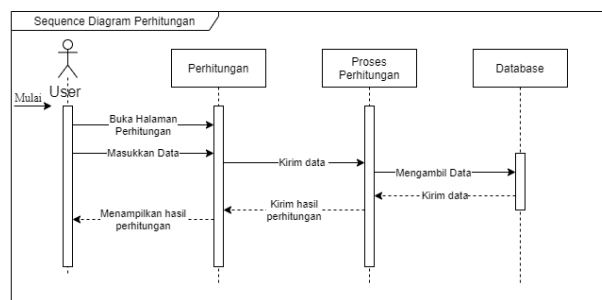 Sequence Diagram Perhitungan
Perhitungan
Proses
Perhitungan
Database
User
Mulai
Buka Halaman
Perhitungan
Masukkan Data
Kirim data
Mengambil Data
Kirim data
Kirim hasil
perhitungan
Menampilkan hasil
perhitungan